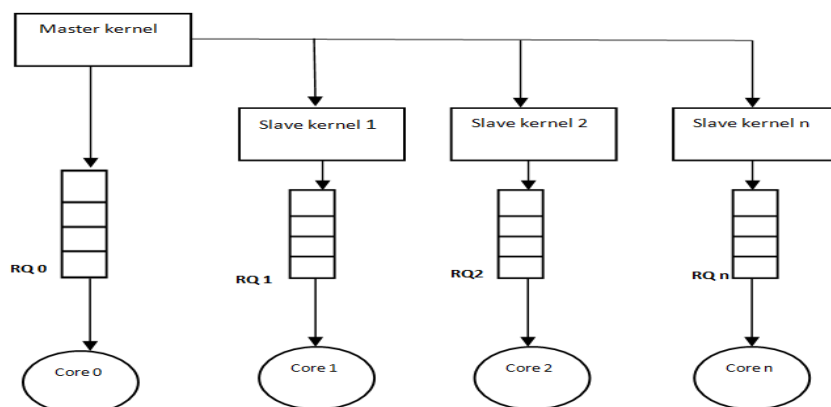 Master kernel
Slave kernel 1
Slave kernel 2
Slave kernel n
RQ 0
RQ 1
RQ2
RQ n
Core 0
Core 1
Core 2
Core n